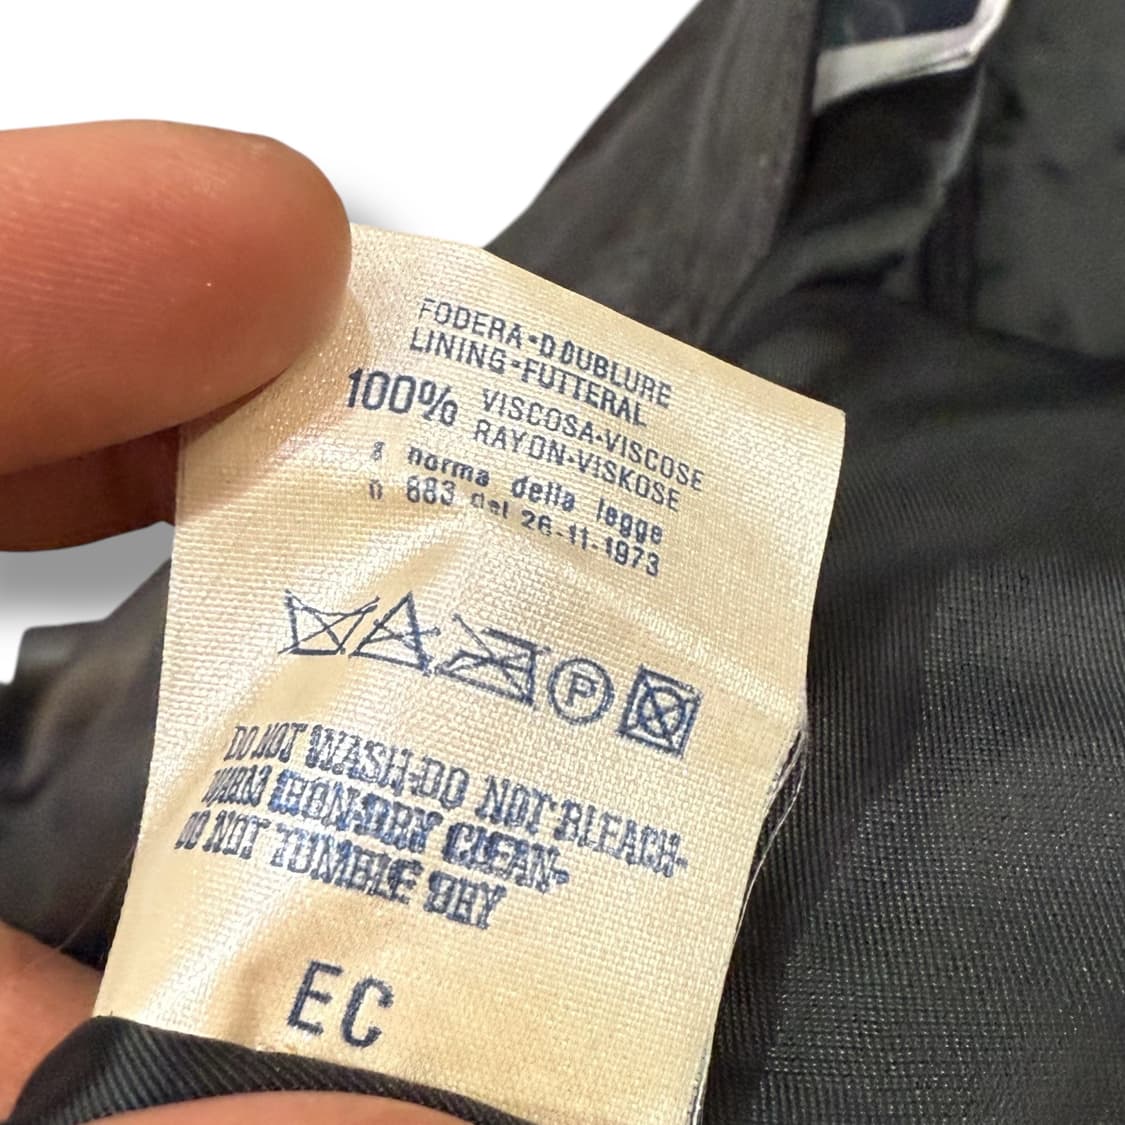 FODERA-DOUBLURE
LINING-FUTTERAL
100% VISCOSA-VISCOSE
RAYON-VISKOSE
a norma della legge
n 883 del 26-11-1973
P
DO NOT WASH-DO NOT BLEACH-
IRON-DRY CLEAN-
DO NOT TUMBLE DRY
EC